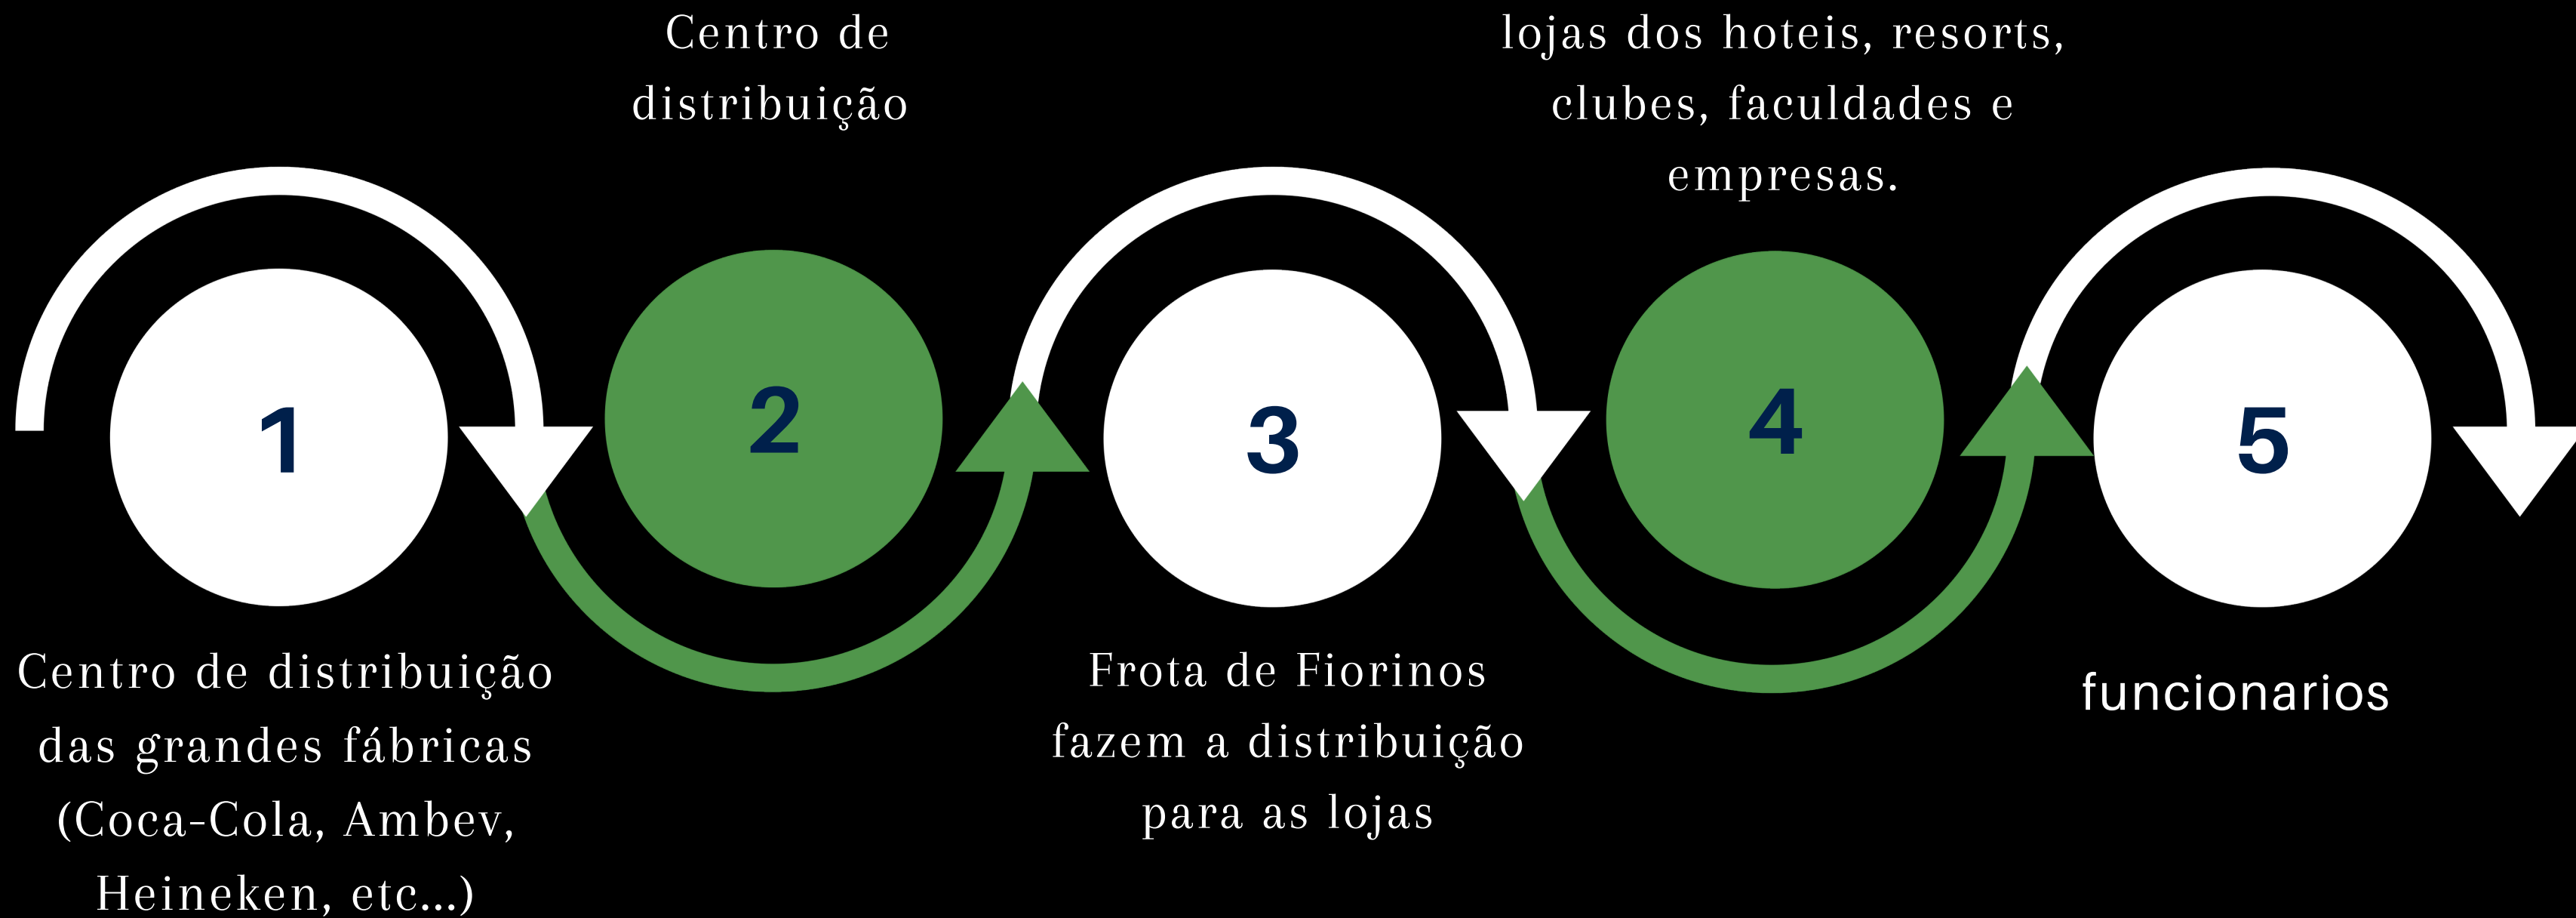 Centro de
distribuição
lojas dos hoteis, resorts,
clubes, faculdades e
empresas.
1
2
3
4
5
Centro de distribuição
das grandes fábricas
(Coca-Cola, Ambev,
Heineken, etc...)
Frota de Fiorinos
fazem a distribuição
para as lojas
funcionarios